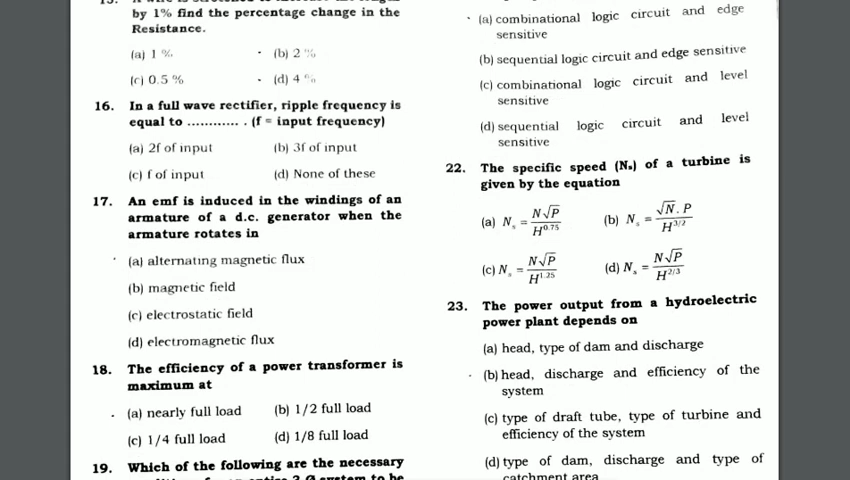 by 1% find the percentage change in the
Resistance.
(a) 1 %
(b) 2 %
(c) 0.5 %
(d) 4 %
16. In a full wave rectifier, ripple frequency is
equal to ............ . (f = input frequency)
(a) 2f of input
(b) 3f of input
(c) f of input
(d) None of these
17. An emf is induced in the windings of an
armature of a d.c. generator when the
armature rotates in
(a) alternating magnetic flux
(b) magnetic field
(c) electrostatic field
(d) electromagnetic flux
18. The efficiency of a power transformer is
maximum at
(a) nearly full load
(b) 1/2 full load
(c) 1/4 full load
(d) 1/8 full load
19. Which of the following are the necessary
(a) combinational logic circuit and edge
sensitive
(b) sequential logic circuit and edge sensitive
(c) combinational logic circuit and level
sensitive
(d) sequential logic circuit and level
sensitive
22. The specific speed (Nₛ) of a turbine is
given by the equation
(a) Nₛ = N√P / H^0.75
(b) Nₛ = √N . P / H^3/2
(c) Nₛ = N√P / H^1.25
(d) Nₛ = N√P / H^2/3
23. The power output from a hydroelectric
power plant depends on
(a) head, type of dam and discharge
(b) head, discharge and efficiency of the
system
(c) type of draft tube, type of turbine and
efficiency of the system
(d) type of dam, discharge and type of
catchment area